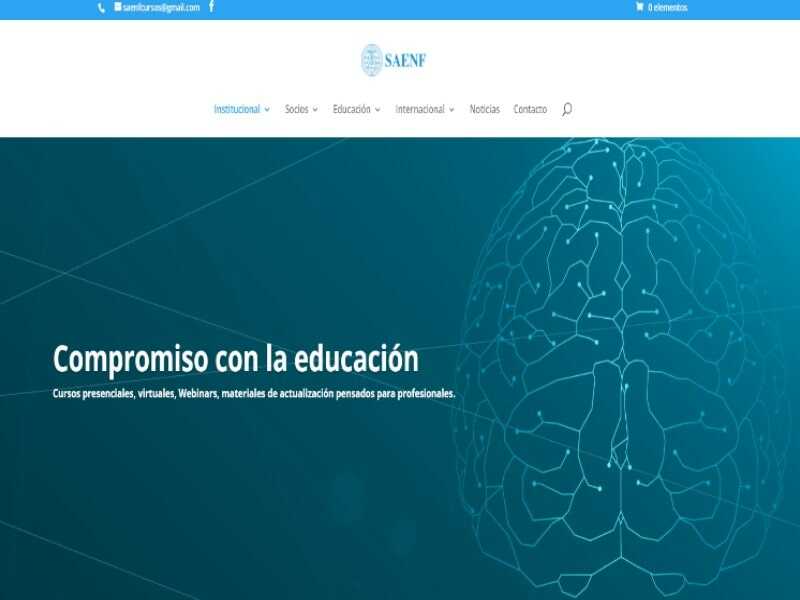 saenfcursos@gmail.com
0 elementos
SAENF
Institucional Socios Educación Internacional Noticias Contacto
Compromiso con la educación
Cursos presenciales, virtuales, Webinars, materiales de actualización pensados para profesionales.